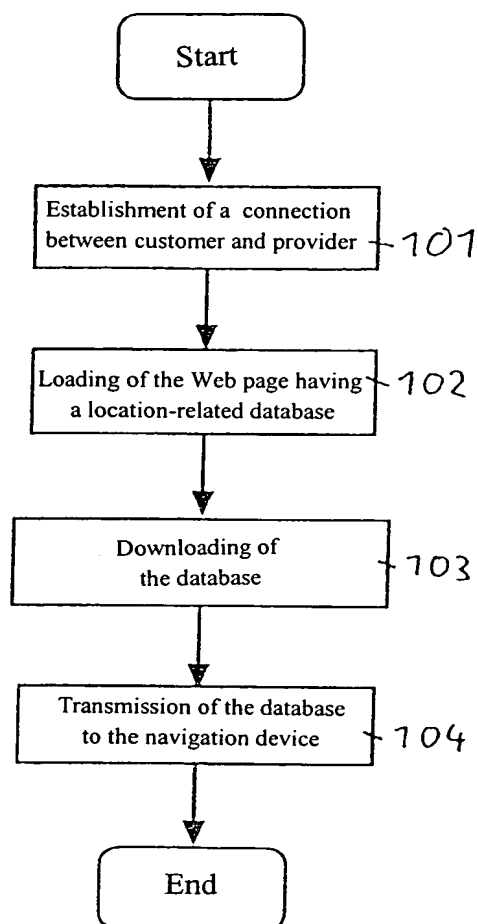 Start
Establishment of a connection
between customer and provider
101
Loading of the Web page having
a location-related database
102
Downloading of
the database
103
Transmission of the database
to the navigation device
104
End